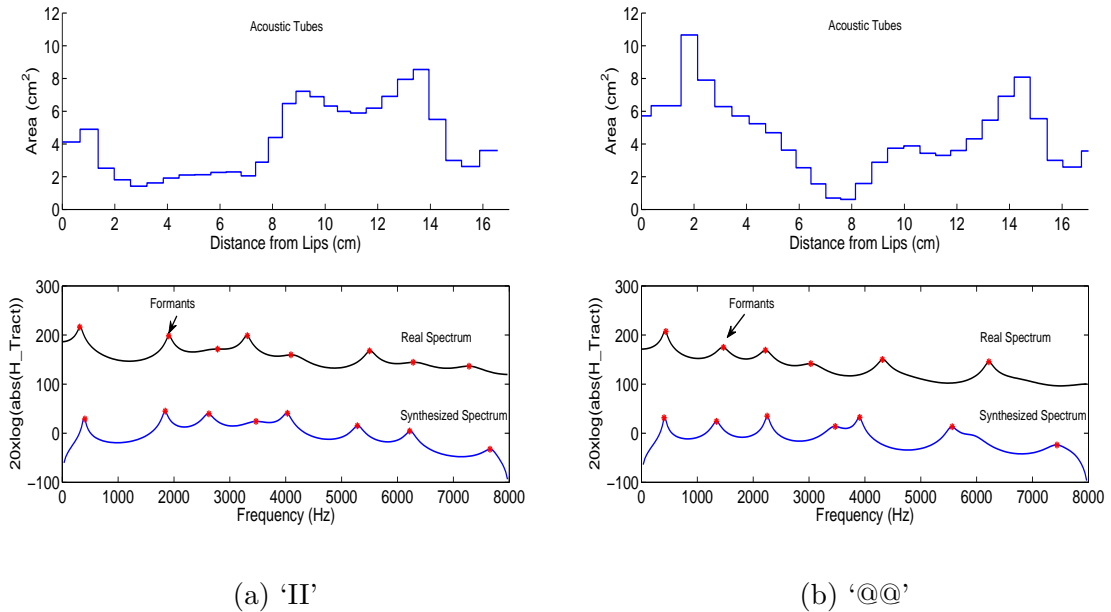 Acoustic Tubes
Area (cm²)
12
10
8
6
4
2
0
0 2 4 6 8 10 12 14 16
Distance from Lips (cm)
Formants
Real Spectrum
Synthesized Spectrum
20xlog(abs(H_Tract))
300
200
100
0
−100
0 1000 2000 3000 4000 5000 6000 7000 8000
Frequency (Hz)
(a) ‘II’
Acoustic Tubes
Area (cm²)
12
10
8
6
4
2
0
0 2 4 6 8 10 12 14 16
Distance from Lips (cm)
Formants
Real Spectrum
Synthesized Spectrum
20xlog(abs(H_Tract))
300
200
100
0
−100
0 1000 2000 3000 4000 5000 6000 7000 8000
Frequency (Hz)
(b) ‘@@’